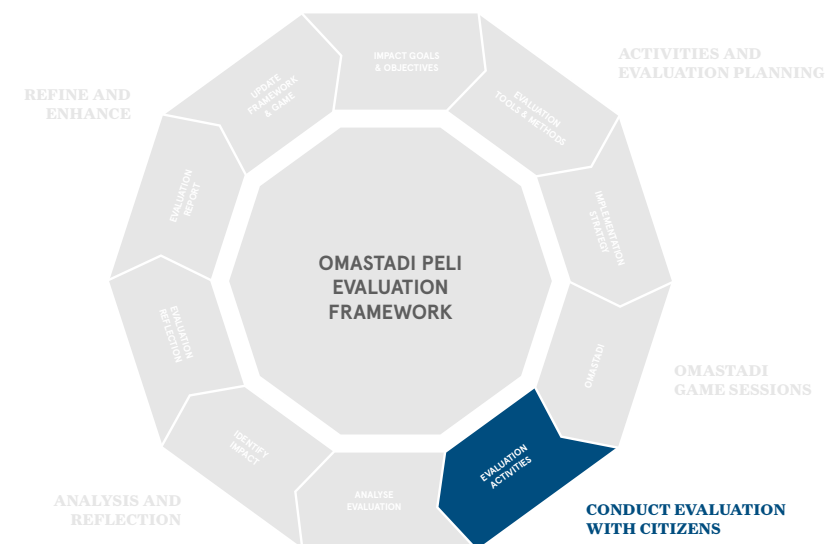 IMPACT GOALS
& OBJECTIVES
ACTIVITIES AND
EVALUATION PLANNING
UPDATE
FRAMEWORK
& GAME
EVALUATION
TOOLS & METHODS
REFINE AND
ENHANCE
EVALUATION
REPORT
IMPLEMENTATION
STRATEGY
OMASTADI PELI
EVALUATION
FRAMEWORK
EVALUATION
REFLECTION
OMASTADI
OMASTADI
GAME SESSIONS
IDENTIFY
IMPACT
EVALUATION
ACTIVITIES
ANALYSE
EVALUATION
ANALYSIS AND
REFLECTION
CONDUCT EVALUATION
WITH CITIZENS